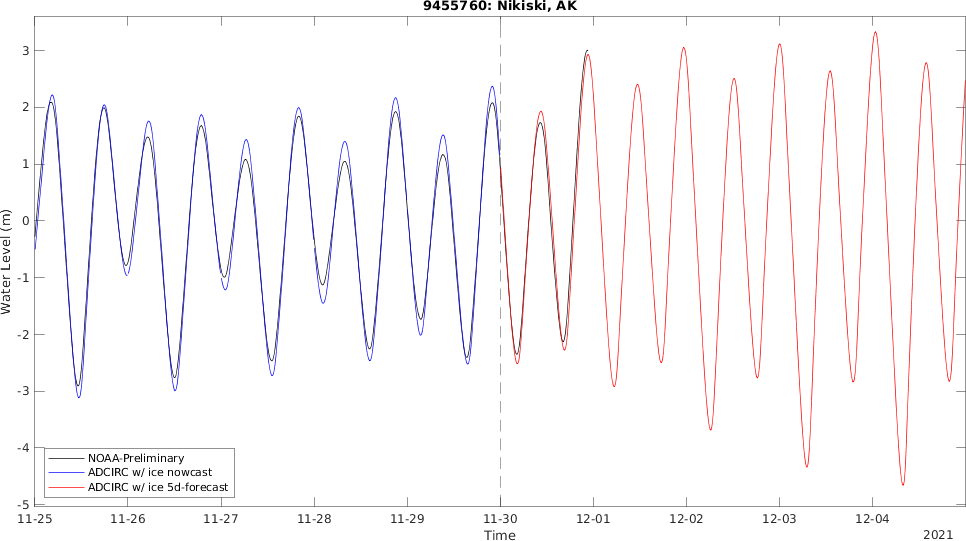 9455760: Nikiski, AK
3
2
1
0
-1
-2
-3
-4
-5
Water Level (m)
NOAA-Preliminary
ADCIRC w/ ice nowcast
ADCIRC w/ ice 5d-forecast
11-25 11-26 11-27 11-28 11-29 11-30 12-01 12-02 12-03 12-04
Time
2021